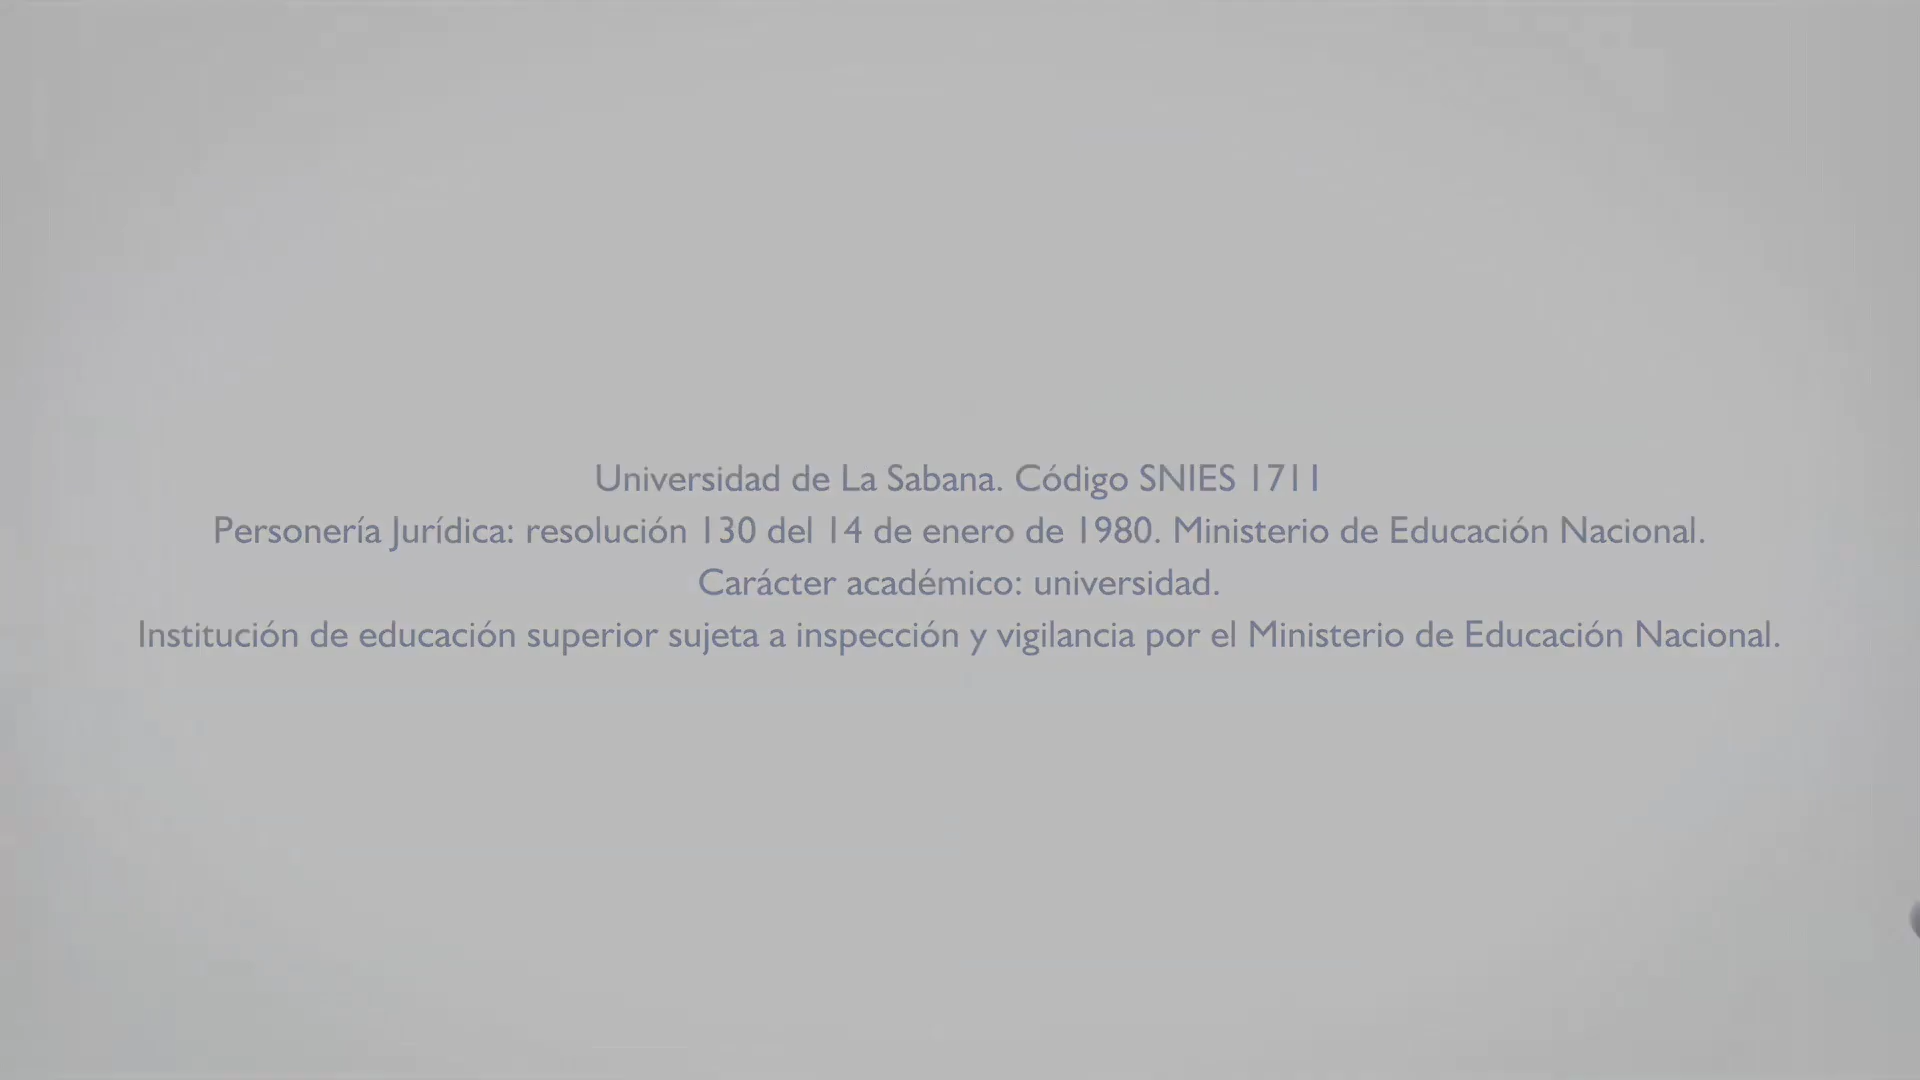 Universidad de La Sabana. Código SNIES 1711
Personería Jurídica: resolución 130 del 14 de enero de 1980. Ministerio de Educación Nacional.
Carácter académico: universidad.
Institución de educación superior sujeta a inspección y vigilancia por el Ministerio de Educación Nacional.